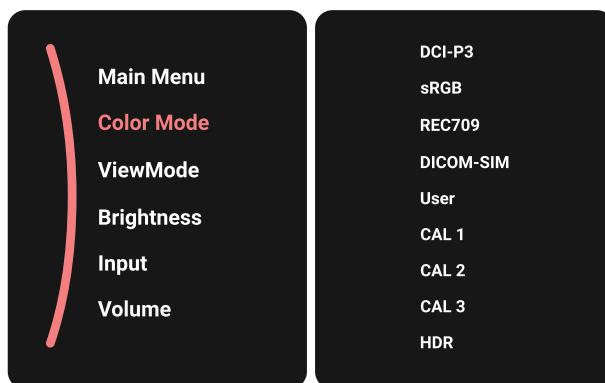 Main Menu
Color Mode
ViewMode
Brightness
Input
Volume
DCI-P3
sRGB
REC709
DICOM-SIM
User
CAL 1
CAL 2
CAL 3
HDR